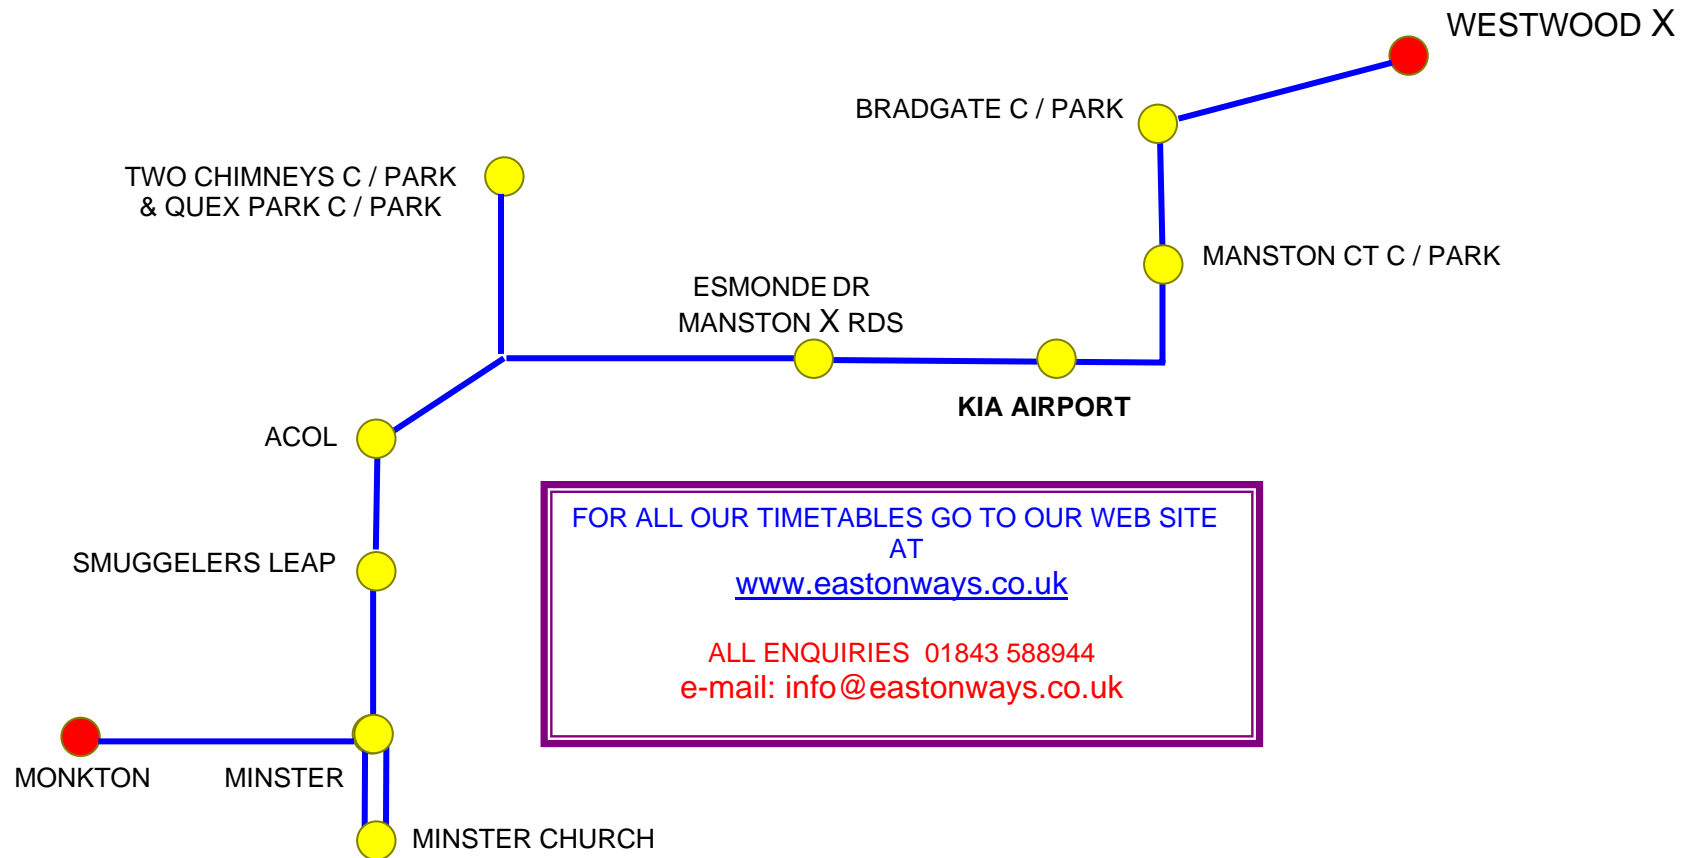 WESTWOOD X
BRADGATE C / PARK
TWO CHIMNEYS C / PARK
& QUEX PARK C / PARK
MANSTON CT C / PARK
ESMONDE DR
MANSTON X RDS
KIA AIRPORT
ACOL
SMUGGELERS LEAP
FOR ALL OUR TIMETABLES GO TO OUR WEB SITE
AT
www.eastonways.co.uk
ALL ENQUIRIES 01843 588944
e-mail: info@eastonways.co.uk
MONKTON
MINSTER
MINSTER CHURCH